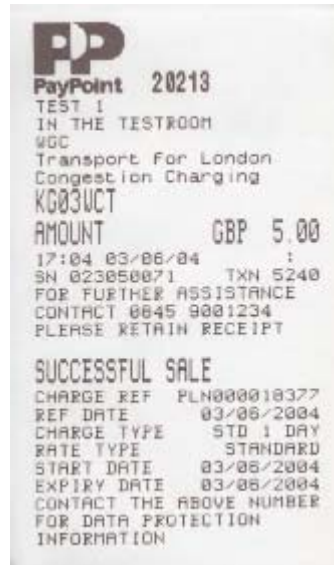 PP
PayPoint 20213
TEST 1
IN THE TESTROOM
WGC
Transport For London
Congestion Charging
KG03WCT
AMOUNT GBP 5.00
17:04 03/06/04 :
SN 023050071 TXN 5240
FOR FURTHER ASSISTANCE
CONTACT 0845 9001234
PLEASE RETAIN RECEIPT
SUCCESSFUL SALE
CHARGE REF PLN000018377
REF DATE 03/06/2004
CHARGE TYPE STD 1 DAY
RATE TYPE STANDARD
START DATE 03/06/2004
EXPIRY DATE 03/06/2004
CONTACT THE ABOVE NUMBER
FOR DATA PROTECTION
INFORMATION